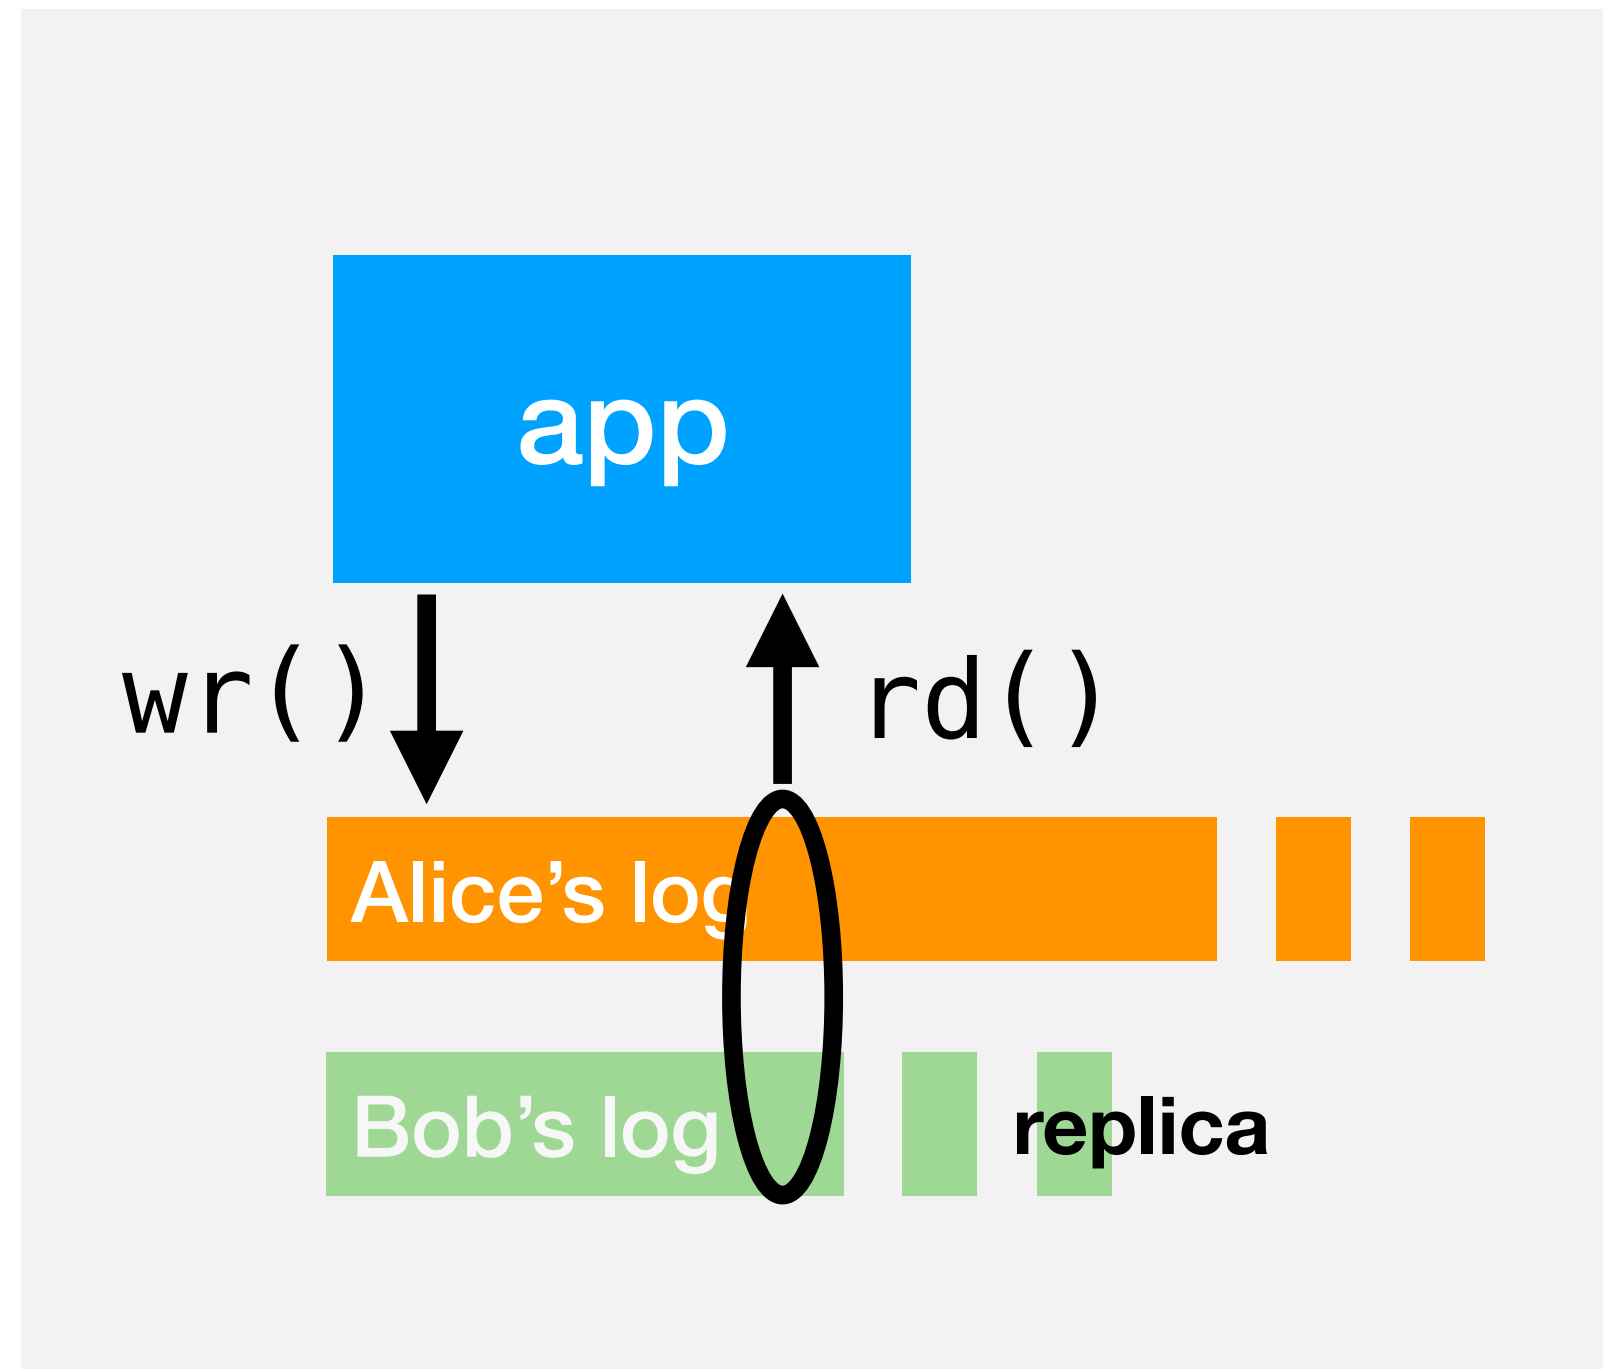 app
wr()
rd()
Alice’s log
Bob’s log
replica